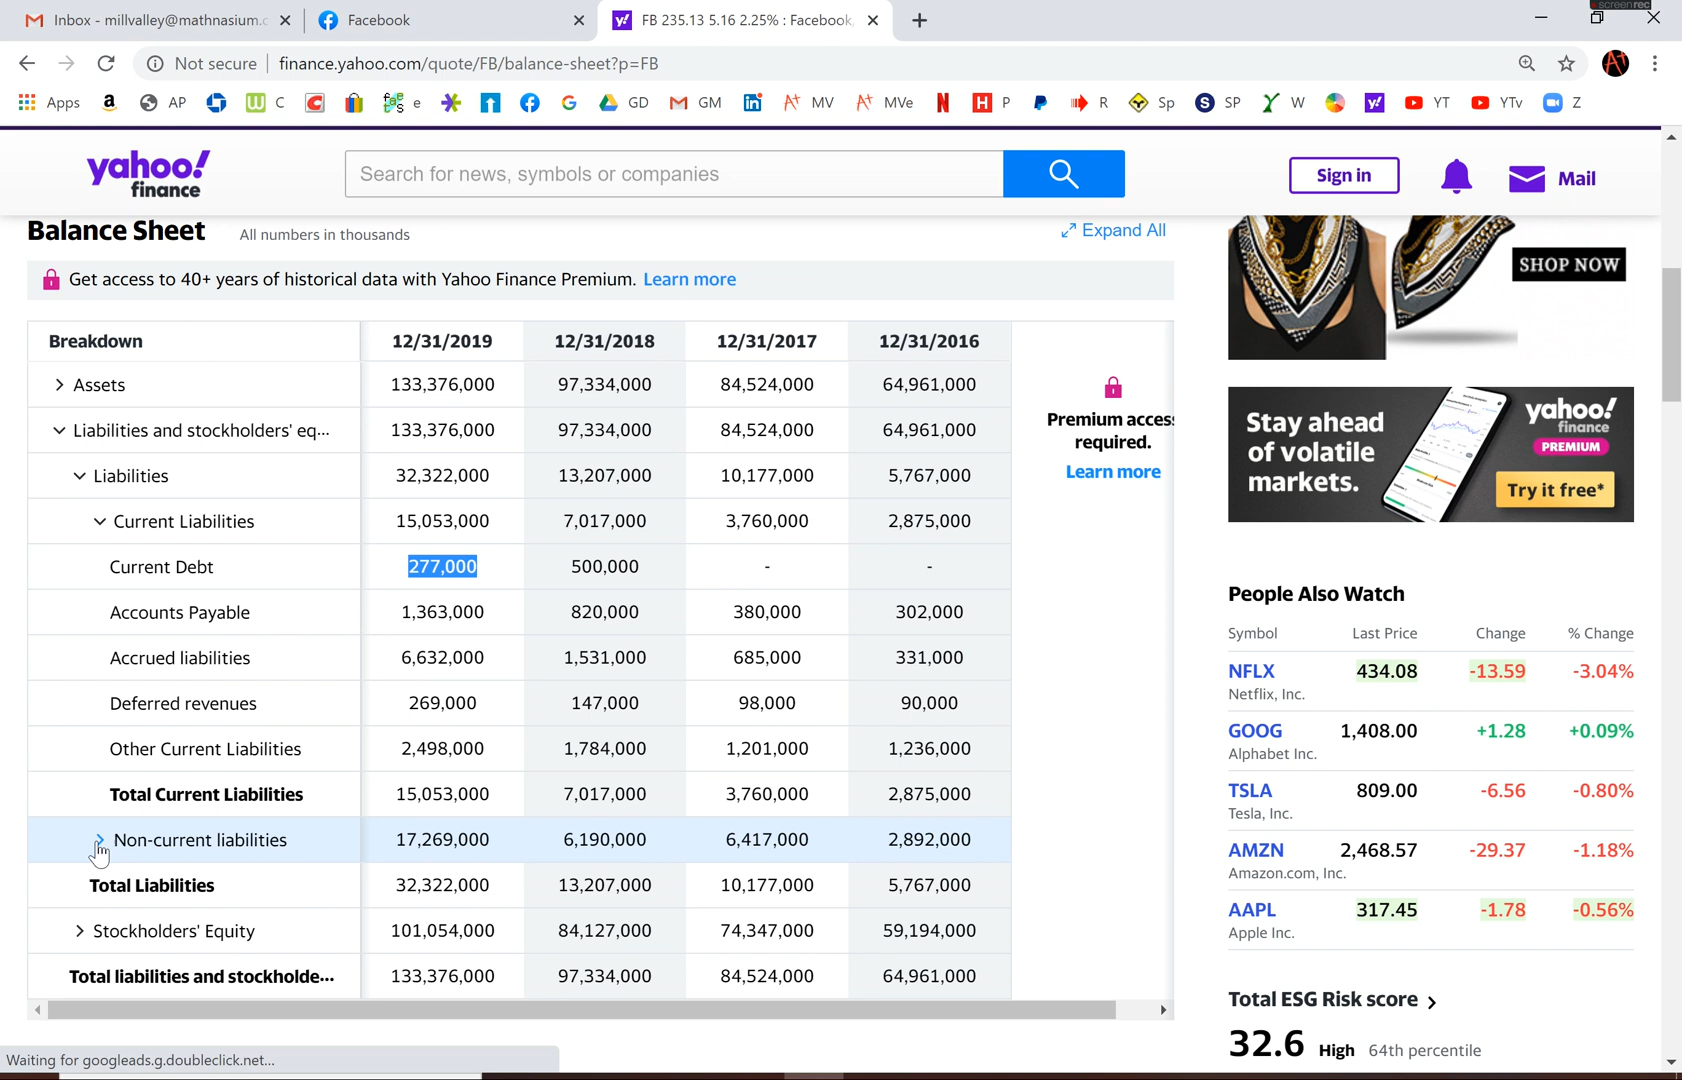 screenrec
Inbox - millvalley@mathnasium.c
Facebook
FB 235.13 5.16 2.25% : Facebook,
Not secure
finance.yahoo.com/quote/FB/balance-sheet?p=FB
Apps AP C e GD GM MV MVe P R Sp SP W YT YTv Z
yahoo!
finance
Search for news, symbols or companies
Sign in
Mail
Balance Sheet All numbers in thousands
Expand All
Get access to 40+ years of historical data with Yahoo Finance Premium. Learn more
Breakdown 12/31/2019 12/31/2018 12/31/2017 12/31/2016
Assets 133,376,000 97,334,000 84,524,000 64,961,000
Liabilities and stockholders' eq... 133,376,000 97,334,000 84,524,000 64,961,000
Liabilities 32,322,000 13,207,000 10,177,000 5,767,000
Current Liabilities 15,053,000 7,017,000 3,760,000 2,875,000
Current Debt 277,000 500,000 - -
Accounts Payable 1,363,000 820,000 380,000 302,000
Accrued liabilities 6,632,000 1,531,000 685,000 331,000
Deferred revenues 269,000 147,000 98,000 90,000
Other Current Liabilities 2,498,000 1,784,000 1,201,000 1,236,000
Total Current Liabilities 15,053,000 7,017,000 3,760,000 2,875,000
Non-current liabilities 17,269,000 6,190,000 6,417,000 2,892,000
Total Liabilities 32,322,000 13,207,000 10,177,000 5,767,000
Stockholders' Equity 101,054,000 84,127,000 74,347,000 59,194,000
Total liabilities and stockholde... 133,376,000 97,334,000 84,524,000 64,961,000
Premium access
required.
Learn more
SHOP NOW
Stay ahead
of volatile
markets.
yahoo!
finance
PREMIUM
Try it free*
People Also Watch
Symbol Last Price Change % Change
NFLX 434.08 -13.59 -3.04%
Netflix, Inc.
GOOG 1,408.00 +1.28 +0.09%
Alphabet Inc.
TSLA 809.00 -6.56 -0.80%
Tesla, Inc.
AMZN 2,468.57 -29.37 -1.18%
Amazon.com, Inc.
AAPL 317.45 -1.78 -0.56%
Apple Inc.
Total ESG Risk score
32.6 High 64th percentile
Waiting for googleads.g.doubleclick.net...